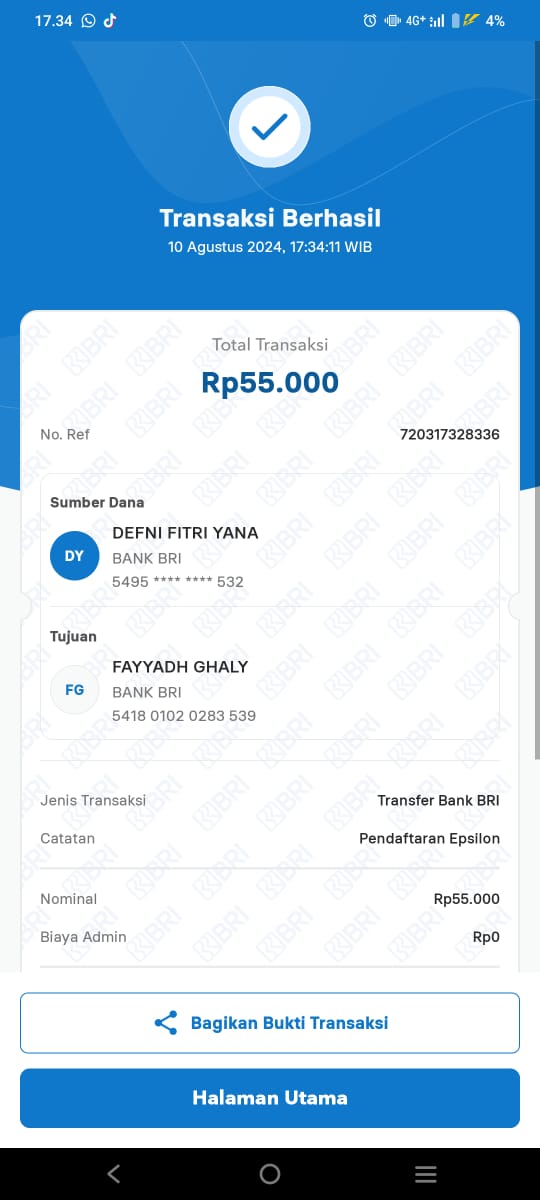 17.34 4G+ 4%
Transaksi Berhasil
10 Agustus 2024, 17:34:11 WIB
Total Transaksi
Rp55.000
No. Ref 720317328336
Sumber Dana
DY DEFNI FITRI YANA
BANK BRI
5495 **** **** 532
Tujuan
FG FAYYADH GHALY
BANK BRI
5418 0102 0283 539
Jenis Transaksi Transfer Bank BRI
Catatan Pendaftaran Epsilon
Nominal Rp55.000
Biaya Admin Rp0
Bagikan Bukti Transaksi
Halaman Utama